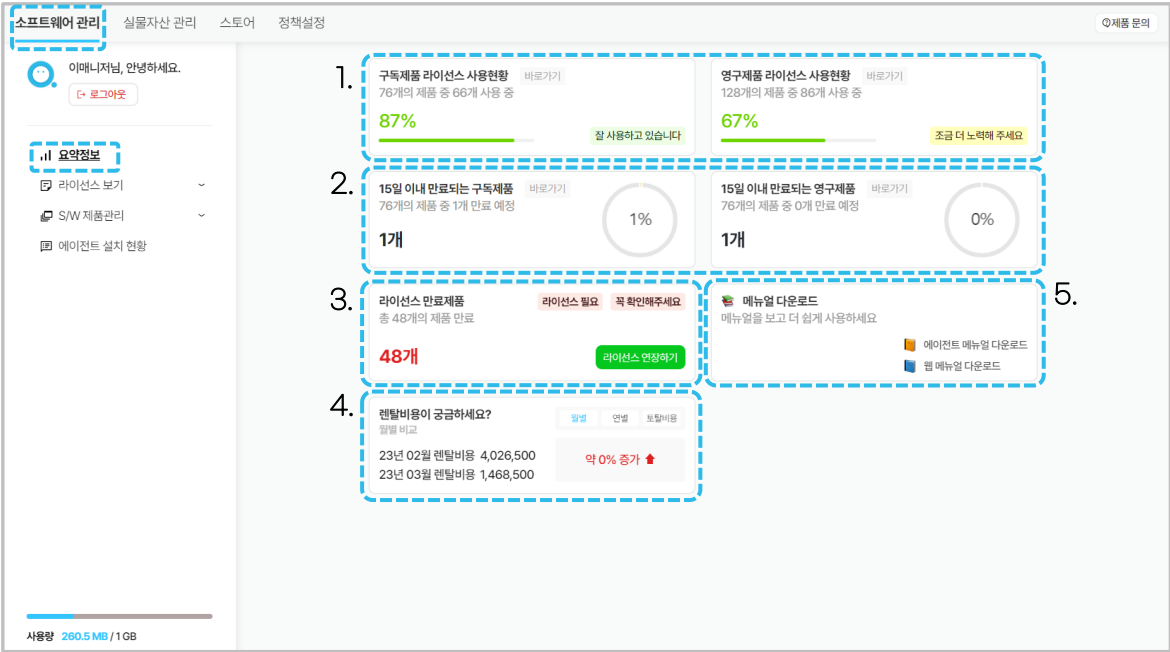 소프트웨어 관리 실물자산 관리 스토어 정책설정 제품 문의
이매니저님, 안녕하세요.
로그아웃
요약정보
라이선스 보기
S/W 제품관리
에이전트 설치 현황
사용량 260.5 MB / 1 GB
1.
구독제품 라이선스 사용현황 바로가기
76개의 제품 중 66개 사용 중
87%
잘 사용하고 있습니다
영구제품 라이선스 사용현황 바로가기
128개의 제품 중 86개 사용 중
67%
조금 더 노력해 주세요
2.
15일 이내 만료되는 구독제품 바로가기
76개의 제품 중 1개 만료 예정
1개
1%
15일 이내 만료되는 영구제품 바로가기
76개의 제품 중 0개 만료 예정
1개
0%
3.
라이선스 만료제품 라이선스 필요 꼭 확인해주세요
총 48개의 제품 만료
48개 라이선스 연장하기
5.
메뉴얼 다운로드
메뉴얼을 보고 더 쉽게 사용하세요
에이전트 메뉴얼 다운로드
웹 메뉴얼 다운로드
4.
렌탈비용이 궁금하세요? 월별 연별 토탈비용
월별 비교
23년 02월 렌탈비용 4,026,500
23년 03월 렌탈비용 1,468,500
약 0% 증가